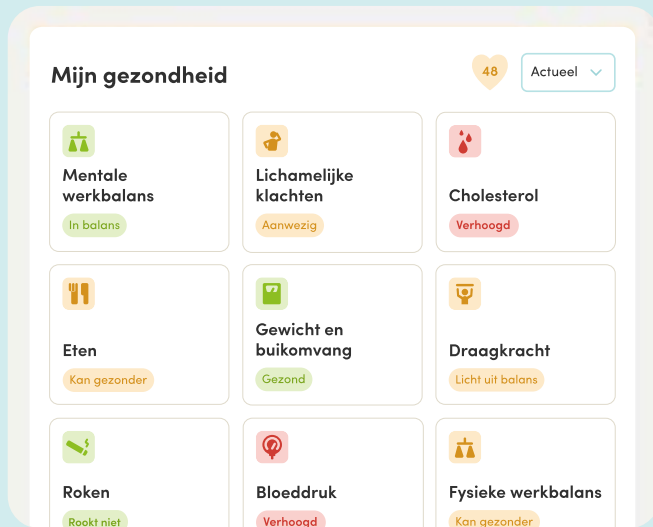 Mijn gezondheid
48
Actueel
Mentale
werkbalans
In balans
Lichamelijke
klachten
Aanwezig
Cholesterol
Verhoogd
Eten
Kan gezonder
Gewicht en
buikomvang
Gezond
Draagkracht
Licht uit balans
Roken
Rookt niet
Bloeddruk
Verhoogd
Fysieke werkbalans
Kan gezonder